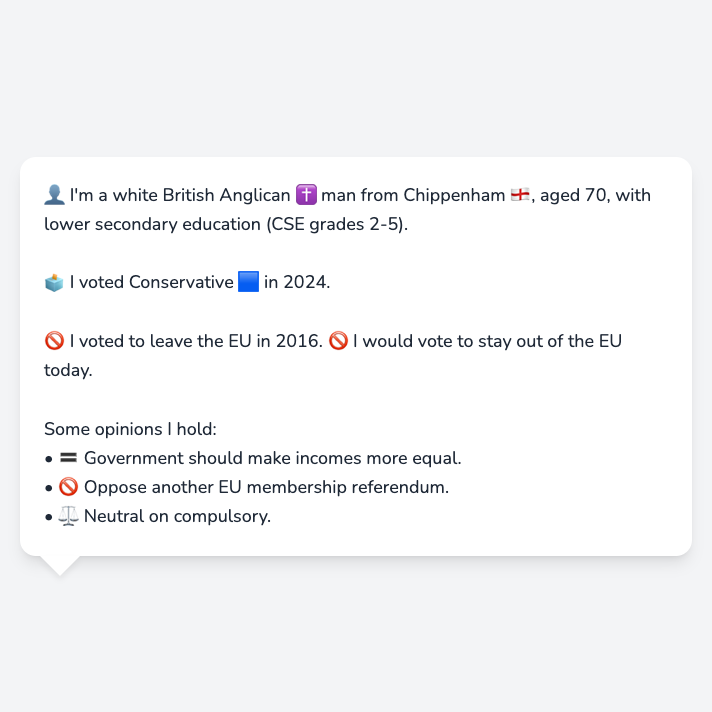 👤 I'm a white British Anglican ✝️ man from Chippenham 🏴󠁧󠁢󠁥󠁮󠁧󠁿, aged 70, with
lower secondary education (CSE grades 2-5).
🗳️ I voted Conservative 🟦 in 2024.
🚫 I voted to leave the EU in 2016. 🚫 I would vote to stay out of the EU
today.
Some opinions I hold:
• 🟰 Government should make incomes more equal.
• 🚫 Oppose another EU membership referendum.
• ⚖️ Neutral on compulsory.